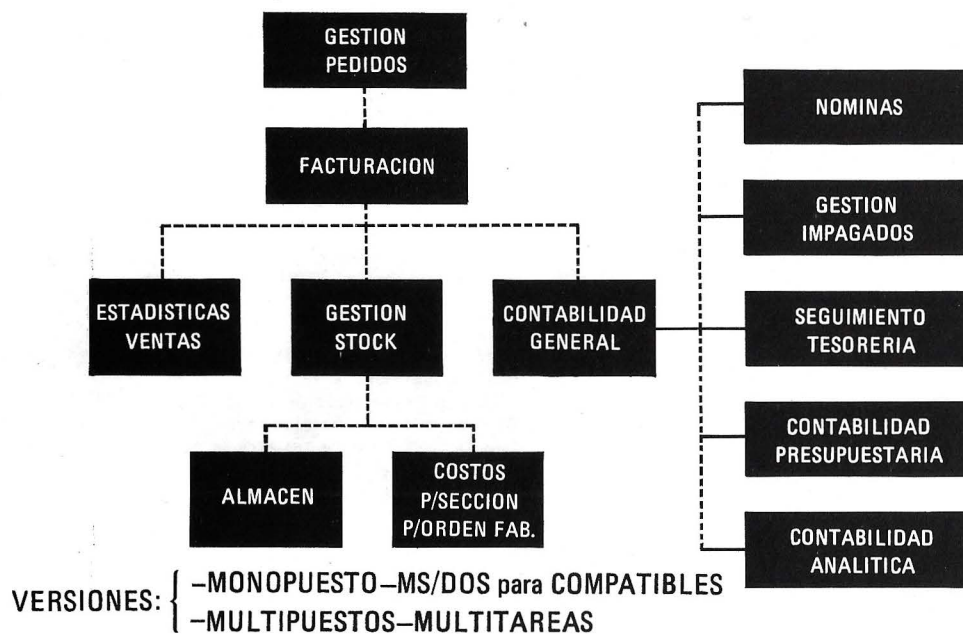 GESTION
PEDIDOS
FACTURACION
ESTADISTICAS
VENTAS
GESTION
STOCK
CONTABILIDAD
GENERAL
ALMACEN
COSTOS
P/SECCION
P/ORDEN FAB.
NOMINAS
GESTION
IMPAGADOS
SEGUIMIENTO
TESORERIA
CONTABILIDAD
PRESUPUESTARIA
CONTABILIDAD
ANALITICA
VERSIONES:
–MONOPUESTO–MS/DOS para COMPATIBLES
–MULTIPUESTOS–MULTITAREAS